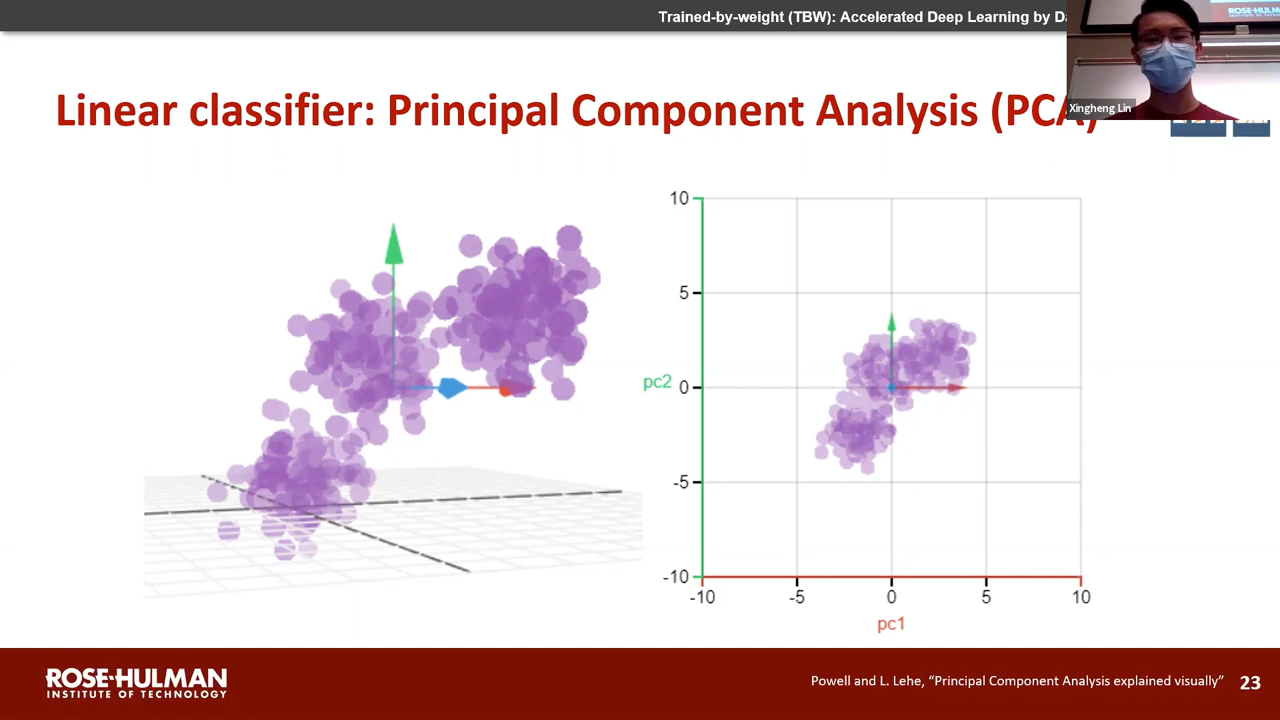 Trained-by-weight (TBW): Accelerated Deep Learning by
ROSE-HULM
Xingheng Lin
Linear classifier: Principal Component Analysis (PCA)
10
5
pc2
0
-5
-10
-10 -5 0 5 10
pc1
ROSE-HULMAN
INSTITUTE OF TECHNOLOGY
Powell and L. Lehe, “Principal Component Analysis explained visually”
23